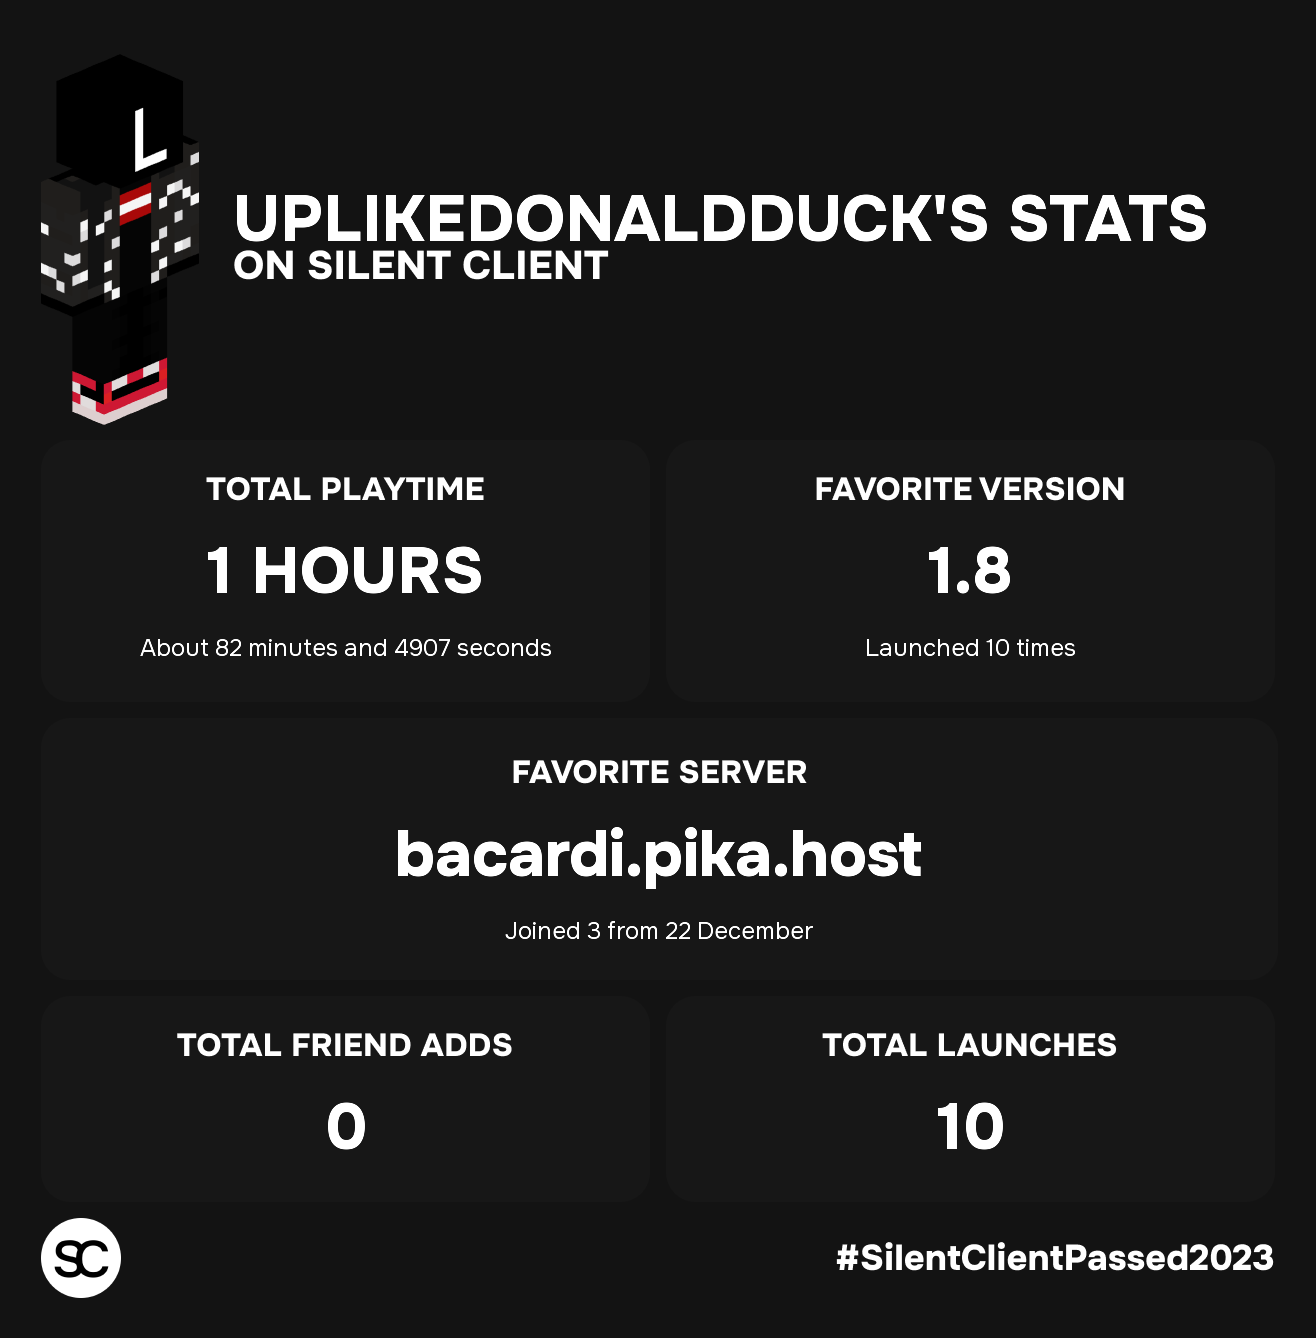 L
UPLIKEDONALDDUCK'S STATS
ON SILENT CLIENT
TOTAL PLAYTIME
1 HOURS
About 82 minutes and 4907 seconds
FAVORITE VERSION
1.8
Launched 10 times
FAVORITE SERVER
bacardi.pika.host
Joined 3 from 22 December
TOTAL FRIEND ADDS
0
TOTAL LAUNCHES
10
SC
#SilentClientPassed2023